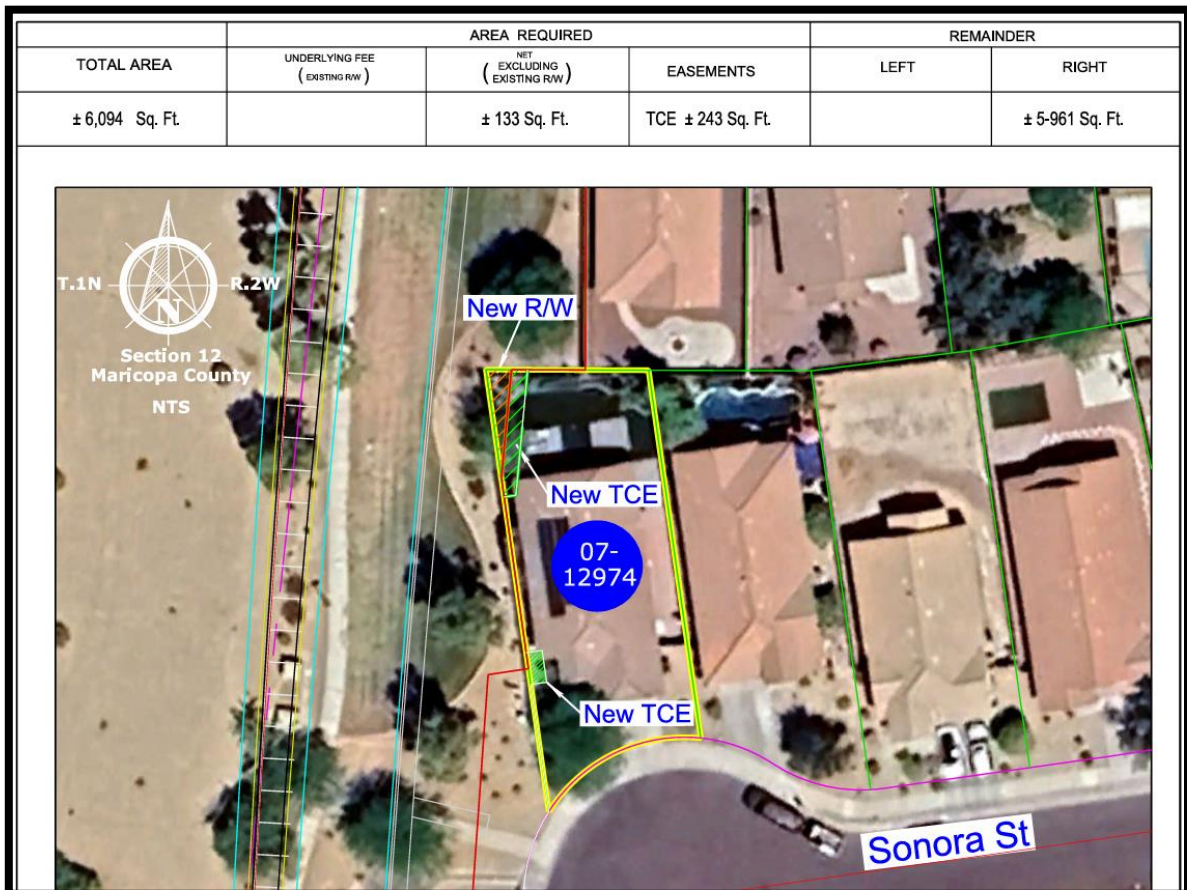 AREA REQUIRED
REMAINDER
TOTAL AREA
UNDERLYING FEE
( EXISTING R/W )
NET
( EXCLUDING
EXISTING R/W )
EASEMENTS
LEFT
RIGHT
± 6,094 Sq. Ft.
± 133 Sq. Ft.
TCE ± 243 Sq. Ft.
± 5-961 Sq. Ft.
T.1N
R.2W
N
Section 12
Maricopa County
NTS
New R/W
New TCE
07-
12974
New TCE
Sonora St